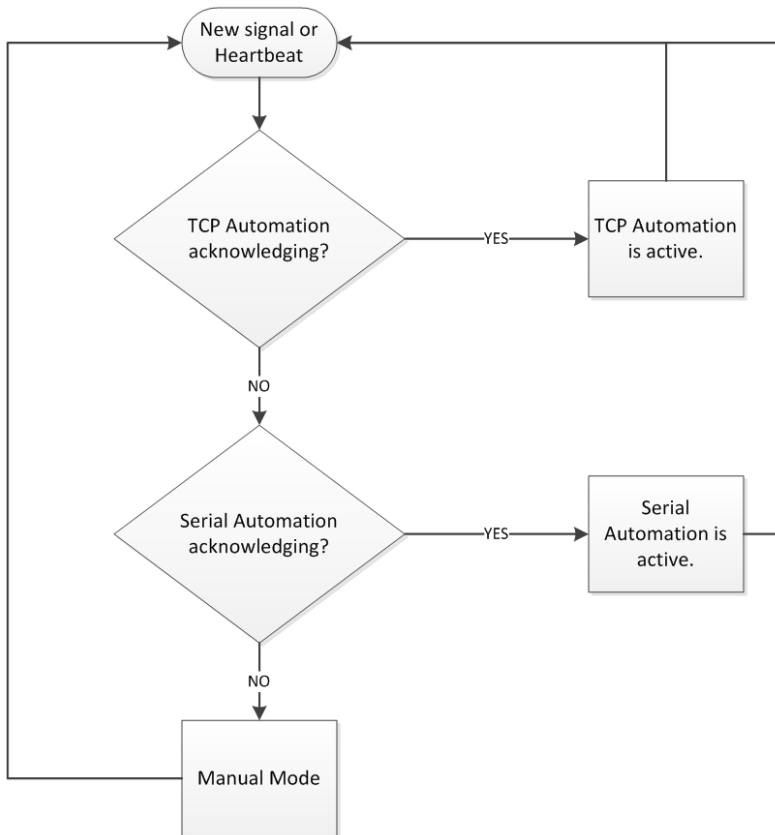 New signal or
Heartbeat
TCP Automation
acknowledging?
YES
TCP Automation
is active.
NO
Serial Automation
acknowledging?
YES
Serial
Automation is
active.
NO
Manual Mode